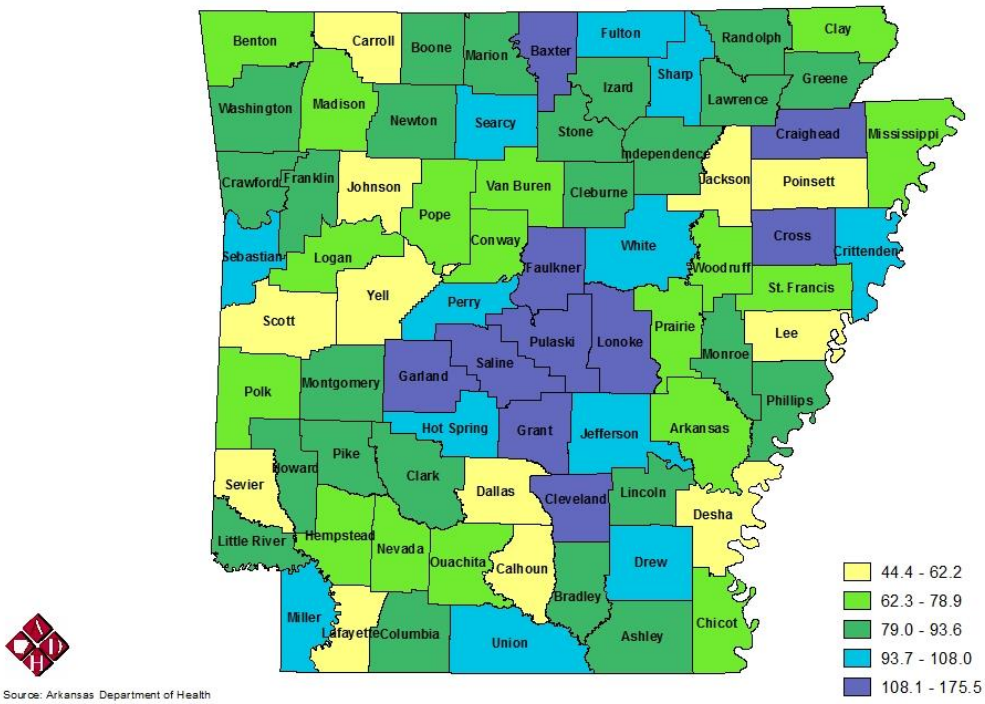 Benton
Carroll
Boone
Marion
Baxter
Fulton
Sharp
Randolph
Clay
Washington
Madison
Newton
Searcy
Stone
Izard
Lawrence
Greene
Craighead
Mississippi
Crawford
Franklin
Johnson
Pope
Van Buren
Cleburne
Independence
Jackson
Poinsett
Sebastian
Logan
Conway
Faulkner
White
Woodruff
Cross
Crittenden
St. Francis
Scott
Yell
Perry
Pulaski
Lonoke
Prairie
Monroe
Lee
Polk
Montgomery
Garland
Saline
Phillips
Hot Spring
Grant
Jefferson
Arkansas
Sevier
Howard
Pike
Clark
Dallas
Cleveland
Lincoln
Desha
Little River
Hempstead
Nevada
Ouachita
Calhoun
Bradley
Drew
Chicot
Miller
Lafayette
Columbia
Union
Ashley
44.4 - 62.2
62.3 - 78.9
79.0 - 93.6
93.7 - 108.0
108.1 - 175.5
A
D
H
Source: Arkansas Department of Health